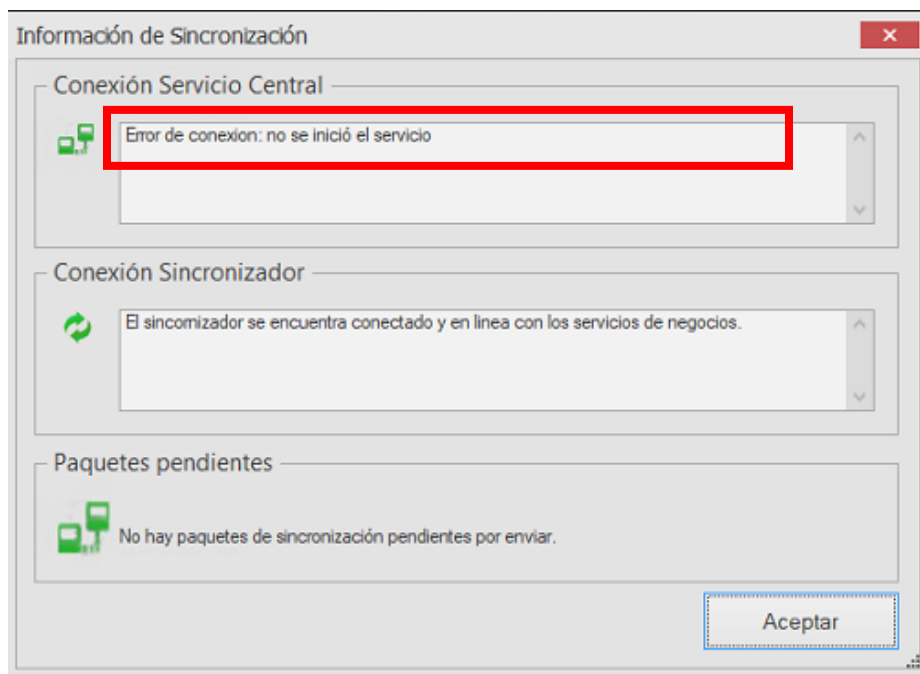 Información de Sincronización
Conexión Servicio Central
Error de conexion: no se inició el servicio
Conexión Sincronizador
El sincornizador se encuentra conectado y en linea con los servicios de negocios.
Paquetes pendientes
No hay paquetes de sincronización pendientes por enviar.
Aceptar